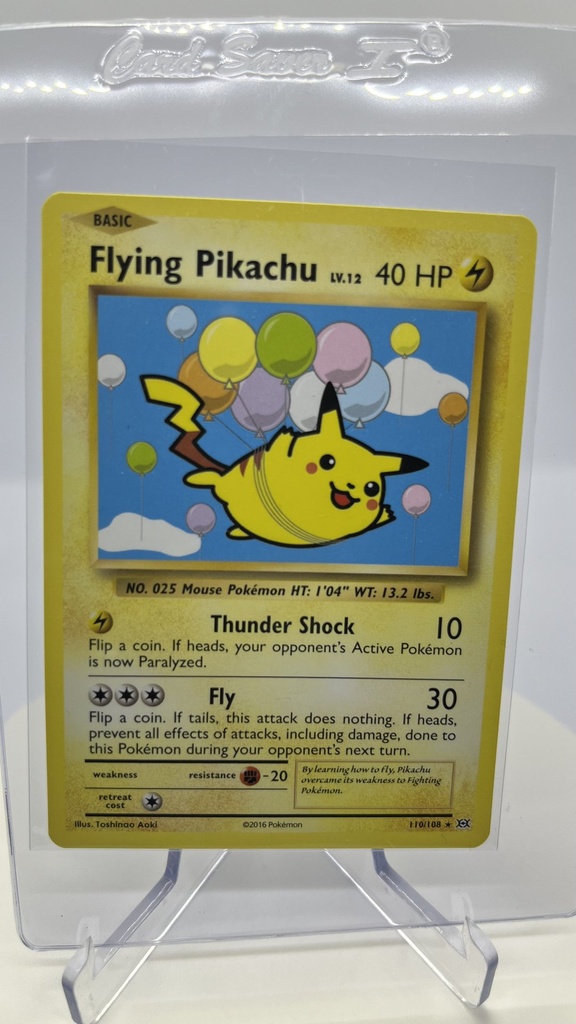 Card Saver I®
BASIC
Flying Pikachu LV.12 40 HP
NO. 025 Mouse Pokémon HT: 1'04" WT: 13.2 lbs.
Thunder Shock 10
Flip a coin. If heads, your opponent's Active Pokémon
is now Paralyzed.
Fly 30
Flip a coin. If tails, this attack does nothing. If heads,
prevent all effects of attacks, including damage, done to
this Pokémon during your opponent's next turn.
weakness resistance -20
By learning how to fly, Pikachu
overcame its weakness to Fighting
Pokémon.
retreat
cost
Illus. Toshinao Aoki ©2016 Pokémon 110/108 ★